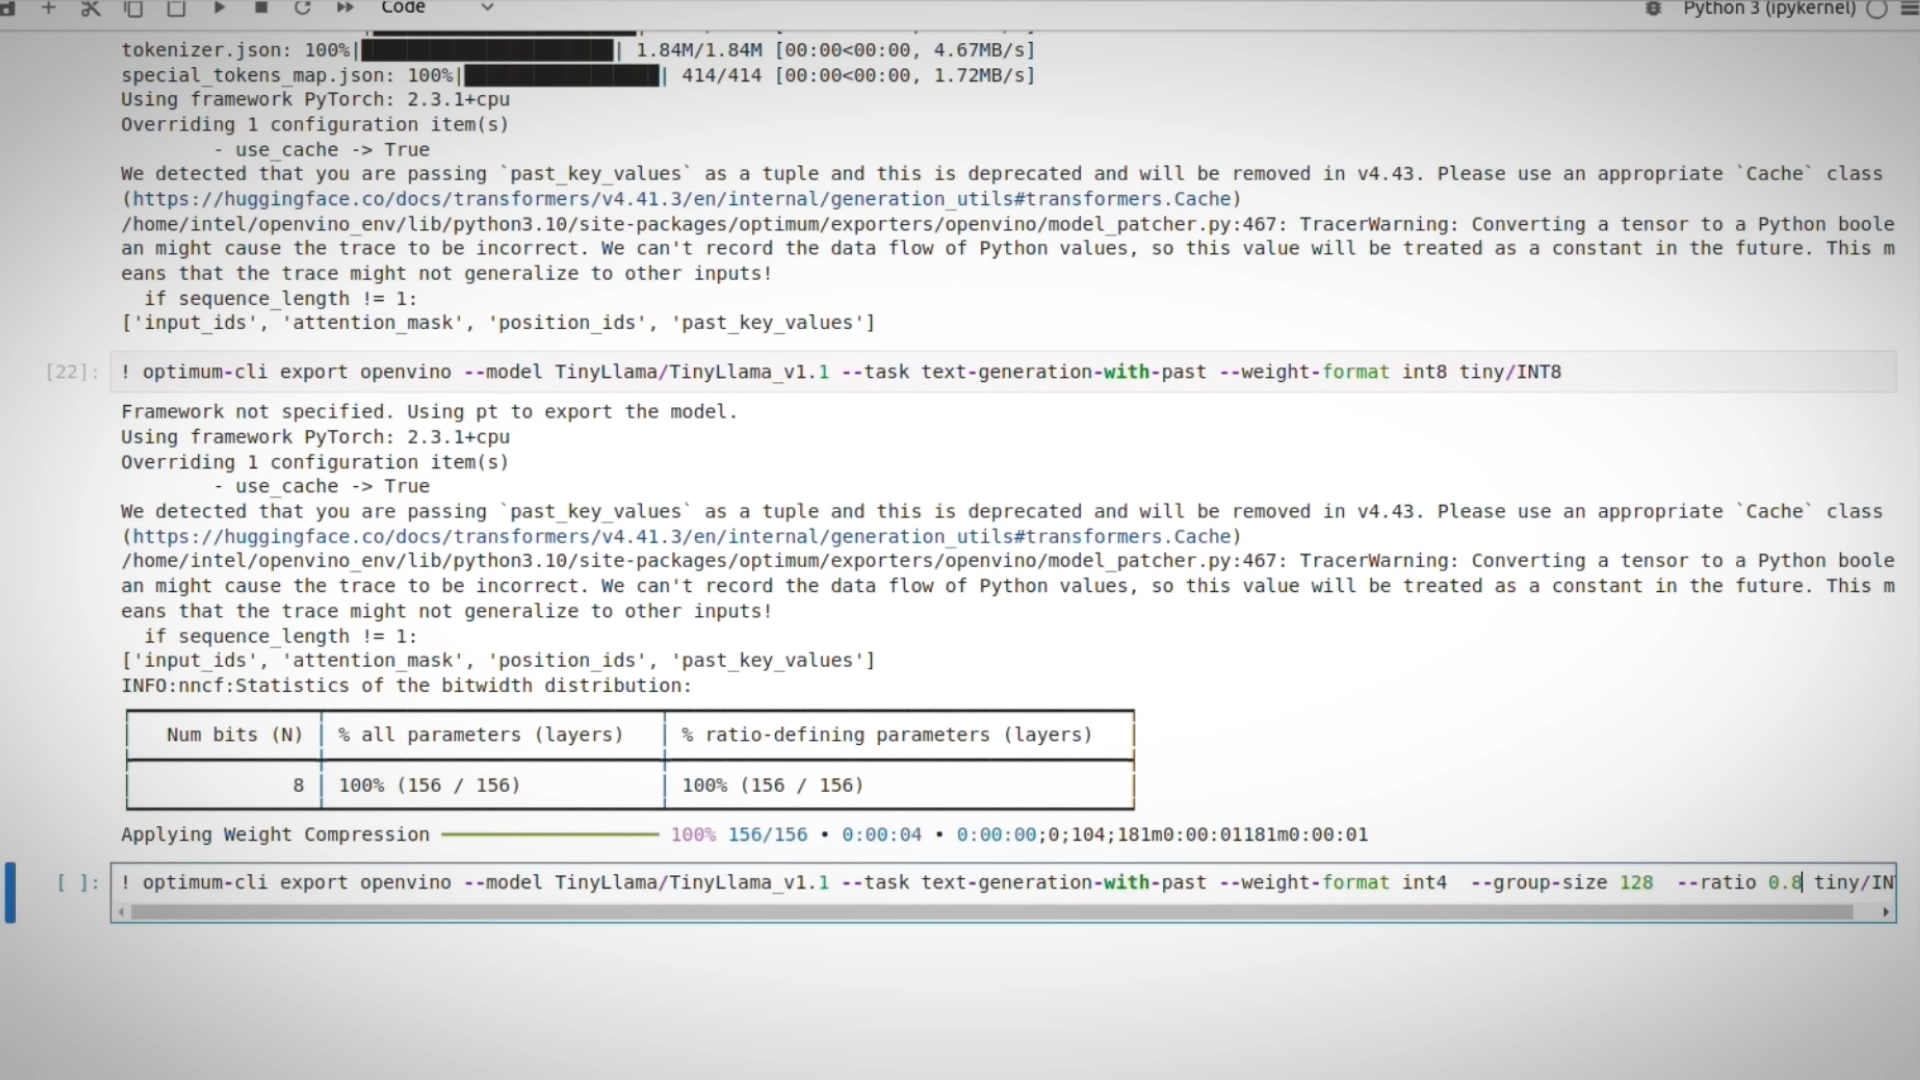 Code
Python 3 (ipykernel)
tokenizer.json: 100%| | 1.84M/1.84M [00:00<00:00, 4.67MB/s]
special_tokens_map.json: 100%| | 414/414 [00:00<00:00, 1.72MB/s]
Using framework PyTorch: 2.3.1+cpu
Overriding 1 configuration item(s)
- use_cache -> True
We detected that you are passing `past_key_values` as a tuple and this is deprecated and will be removed in v4.43. Please use an appropriate `Cache` class
(https://huggingface.co/docs/transformers/v4.41.3/en/internal/generation_utils#transformers.Cache)
/home/intel/openvino_env/lib/python3.10/site-packages/optimum/exporters/openvino/model_patcher.py:467: TracerWarning: Converting a tensor to a Python boole
an might cause the trace to be incorrect. We can't record the data flow of Python values, so this value will be treated as a constant in the future. This m
eans that the trace might not generalize to other inputs!
if sequence_length != 1:
['input_ids', 'attention_mask', 'position_ids', 'past_key_values']
[22]: ! optimum-cli export openvino --model TinyLlama/TinyLlama_v1.1 --task text-generation-with-past --weight-format int8 tiny/INT8
Framework not specified. Using pt to export the model.
Using framework PyTorch: 2.3.1+cpu
Overriding 1 configuration item(s)
- use_cache -> True
We detected that you are passing `past_key_values` as a tuple and this is deprecated and will be removed in v4.43. Please use an appropriate `Cache` class
(https://huggingface.co/docs/transformers/v4.41.3/en/internal/generation_utils#transformers.Cache)
/home/intel/openvino_env/lib/python3.10/site-packages/optimum/exporters/openvino/model_patcher.py:467: TracerWarning: Converting a tensor to a Python boole
an might cause the trace to be incorrect. We can't record the data flow of Python values, so this value will be treated as a constant in the future. This m
eans that the trace might not generalize to other inputs!
if sequence_length != 1:
['input_ids', 'attention_mask', 'position_ids', 'past_key_values']
INFO:nncf:Statistics of the bitwidth distribution:
Num bits (N) | % all parameters (layers) | % ratio-defining parameters (layers)
8 | 100% (156 / 156) | 100% (156 / 156)
Applying Weight Compression 100% 156/156 • 0:00:04 • 0:00:00;0;104;181m0:00:01181m0:00:01
[ ]: ! optimum-cli export openvino --model TinyLlama/TinyLlama_v1.1 --task text-generation-with-past --weight-format int4 --group-size 128 --ratio 0.8 tiny/IN